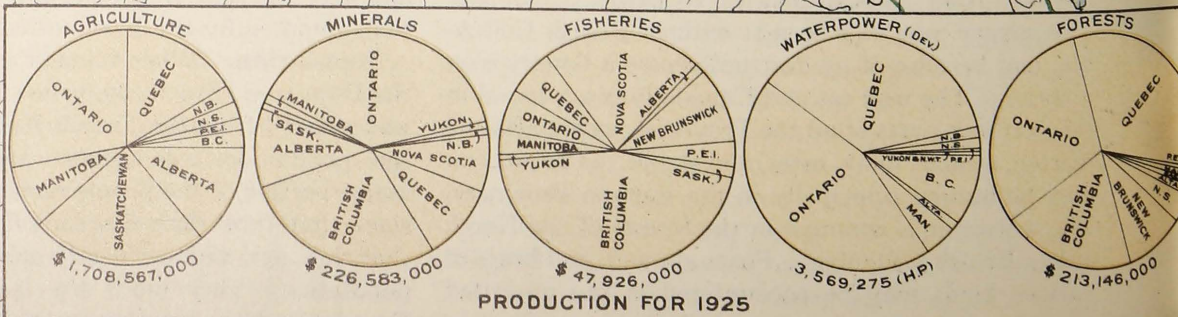 AGRICULTURE
ONTARIO
QUEBEC
N.B.
N.S.
P.E.I.
B.C.
ALBERTA
SASKATCHEWAN
MANITOBA
$1,708,567,000
MINERALS
ONTARIO
YUKON
N.B.
NOVA SCOTIA
QUEBEC
BRITISH
COLUMBIA
ALBERTA
SASK.
MANITOBA
$226,583,000
FISHERIES
NOVA SCOTIA
ALBERTA
NEW BRUNSWICK
P.E.I.
SASK.
BRITISH
COLUMBIA
YUKON
MANITOBA
ONTARIO
QUEBEC
$47,926,000
WATERPOWER (DEV.)
QUEBEC
N.B
N.S
YUKON & N.W.T. P.E.I
B.C.
ALTA
MAN.
ONTARIO
3,569,275 (H.P)
FORESTS
QUEBEC
N.S.
NEW
BRUNSWICK
BRITISH
COLUMBIA
ONTARIO
$213,146,000
PRODUCTION FOR 1925